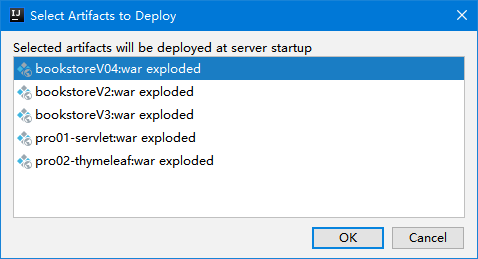 Select Artifacts to Deploy
Selected artifacts will be deployed at server startup
bookstoreV04:war exploded
bookstoreV2:war exploded
bookstoreV3:war exploded
pro01-servlet:war exploded
pro02-thymeleaf:war exploded
OK Cancel